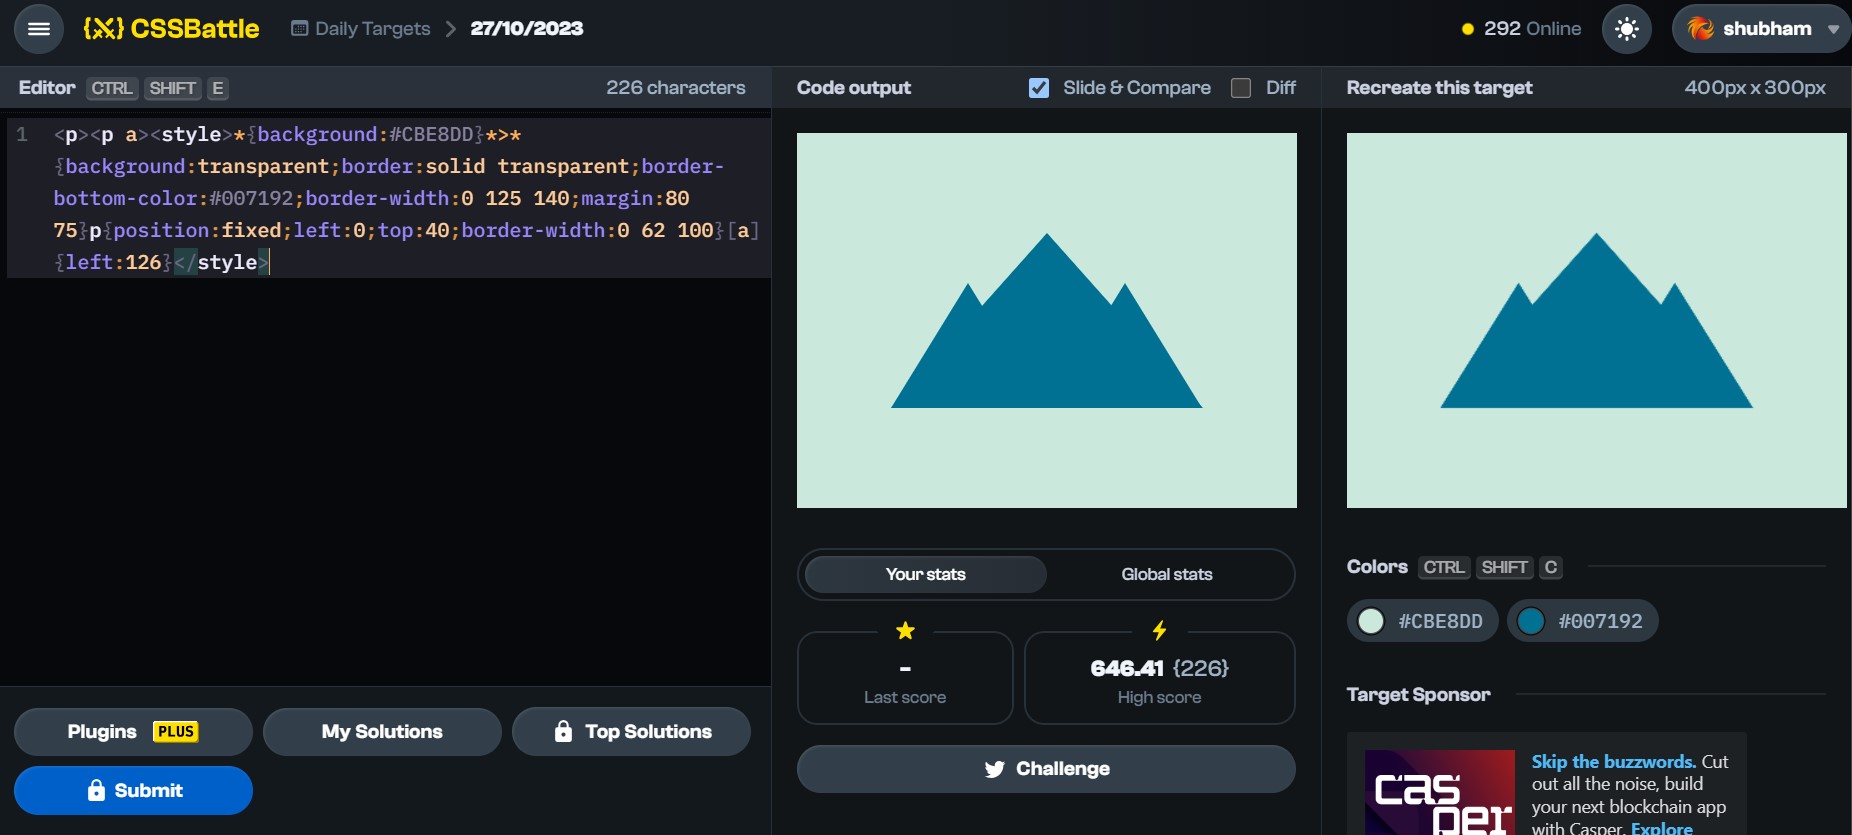 CSSBattle
Daily Targets
27/10/2023
292 Online
shubham
Editor CTRL SHIFT E
226 characters
1 <p><p a><style>*{background:#CBE8DD}*>*
{background:transparent;border:solid transparent;border-
bottom-color:#007192;border-width:0 125 140;margin:80
75}p{position:fixed;left:0;top:40;border-width:0 62 100}[a]
{left:126}</style>
Plugins PLUS
My Solutions
Top Solutions
Submit
Code output
Slide & Compare
Diff
Your stats
Global stats
-
Last score
646.41 {226}
High score
Challenge
Recreate this target
400px x 300px
Colors CTRL SHIFT C
#CBE8DD
#007192
Target Sponsor
cas
per
Skip the buzzwords. Cut
out all the noise, build
your next blockchain app
with Casper. Explore